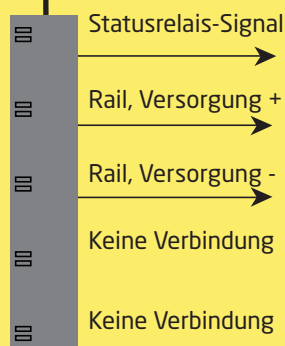 Statusrelais-Signal
Rail, Versorgung +
Rail, Versorgung -
Keine Verbindung
Keine Verbindung